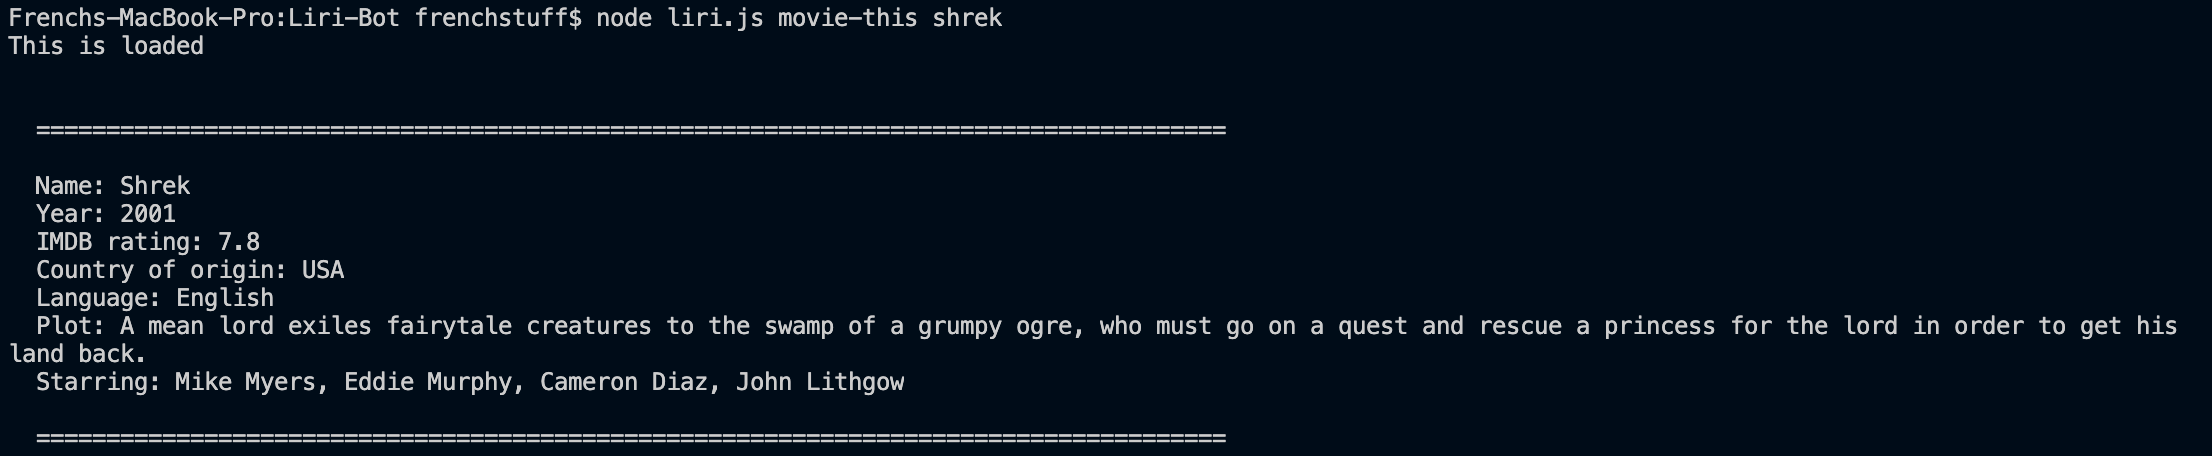 Frenchs-MacBook-Pro:Liri-Bot frenchstuff$ node liri.js movie-this shrek
This is loaded
=====================================================================================
Name: Shrek
Year: 2001
IMDB rating: 7.8
Country of origin: USA
Language: English
Plot: A mean lord exiles fairytale creatures to the swamp of a grumpy ogre, who must go on a quest and rescue a princess for the lord in order to get his
land back.
Starring: Mike Myers, Eddie Murphy, Cameron Diaz, John Lithgow
=====================================================================================